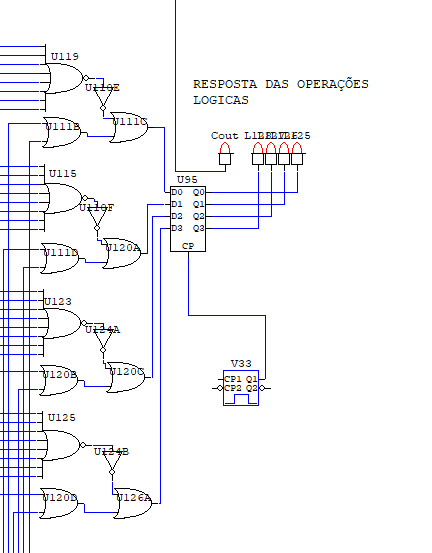 U119
U110E
RESPOSTA DAS OPERAÇÕES
LOGICAS
U111B
U111C
Cout
U115
U95
D0 Q0
D1 Q1
D2 Q2
D3 Q3
CP
U110F
U111D
U120A
U123
U124A
V33
CP1 Q1
CP2 Q2
U120B
U120C
U125
U124B
U120D
U126A